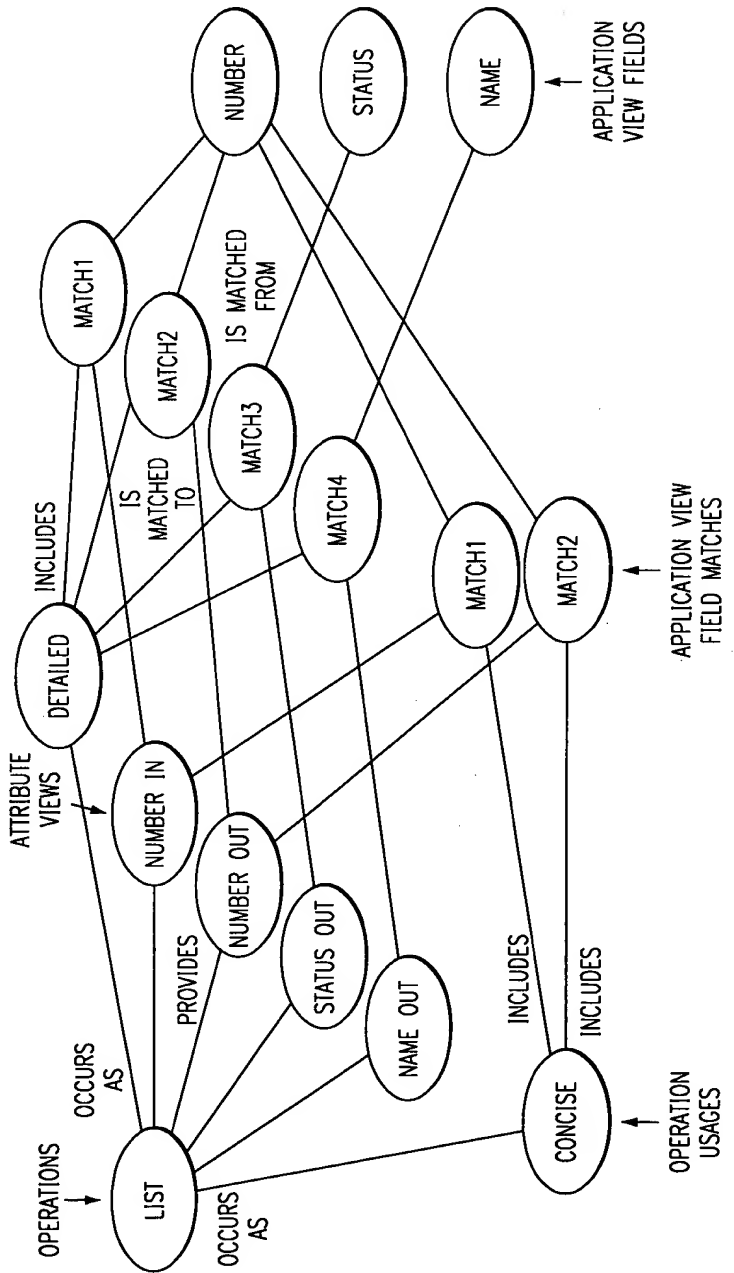 OPERATIONS
LIST
OCCURS
AS
OCCURS
AS
ATTRIBUTE
VIEWS
DETAILED
INCLUDES
NUMBER IN
PROVIDES
NUMBER OUT
STATUS OUT
NAME OUT
IS
MATCHED
TO
MATCH1
MATCH2
MATCH3
MATCH4
IS MATCHED
FROM
NUMBER
STATUS
NAME
APPLICATION
VIEW FIELDS
MATCH1
MATCH2
APPLICATION VIEW
FIELD MATCHES
INCLUDES
INCLUDES
CONCISE
OPERATION
USAGES